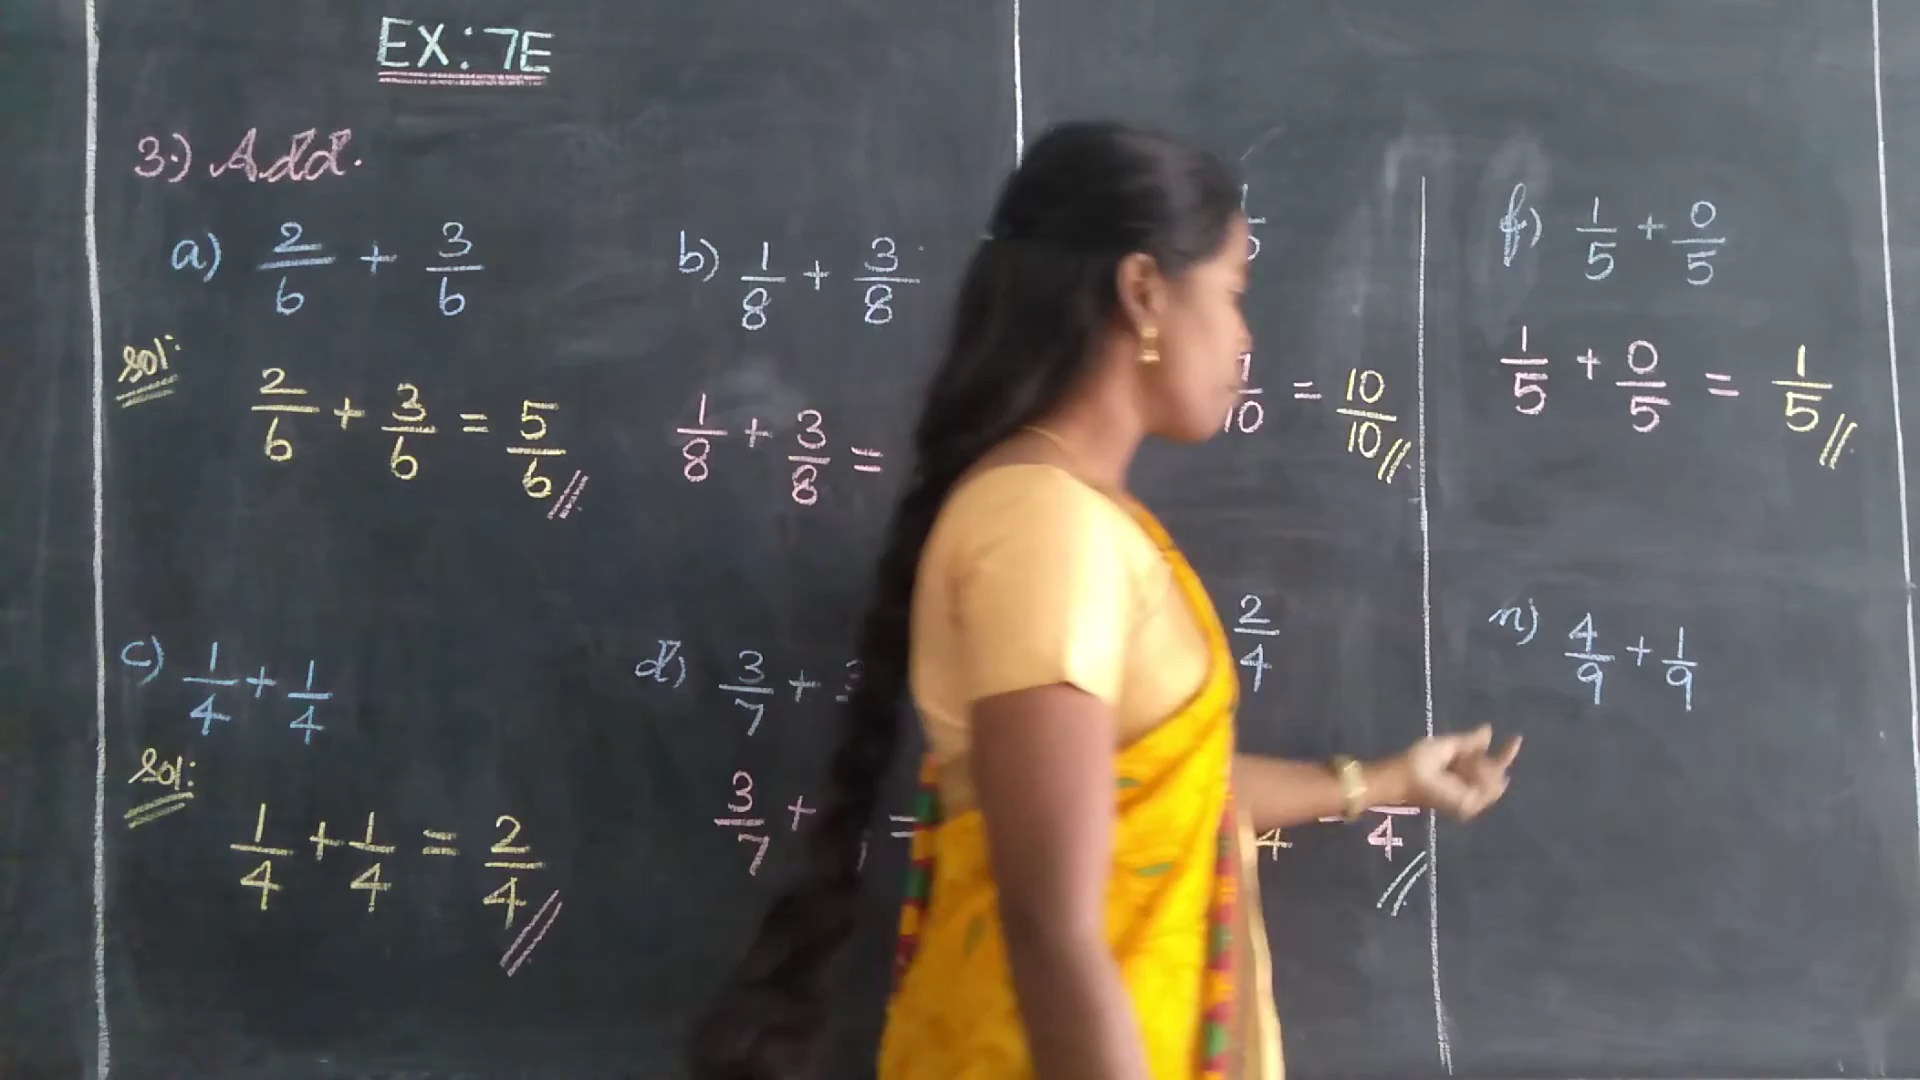 EX: 7E
3.) Add.
a) 2/6 + 3/6
Sol:
2/6 + 3/6 = 5/6 //
b) 1/8 + 3/8
1/8 + 3/8 =
c) 1/4 + 1/4
Sol:
1/4 + 1/4 = 2/4 //
d) 3/7 +
3/7 + =
/10 = 10/10 //
2/4
4 //
f) 1/5 + 0/5
1/5 + 0/5 = 1/5 //
n) 4/9 + 1/9